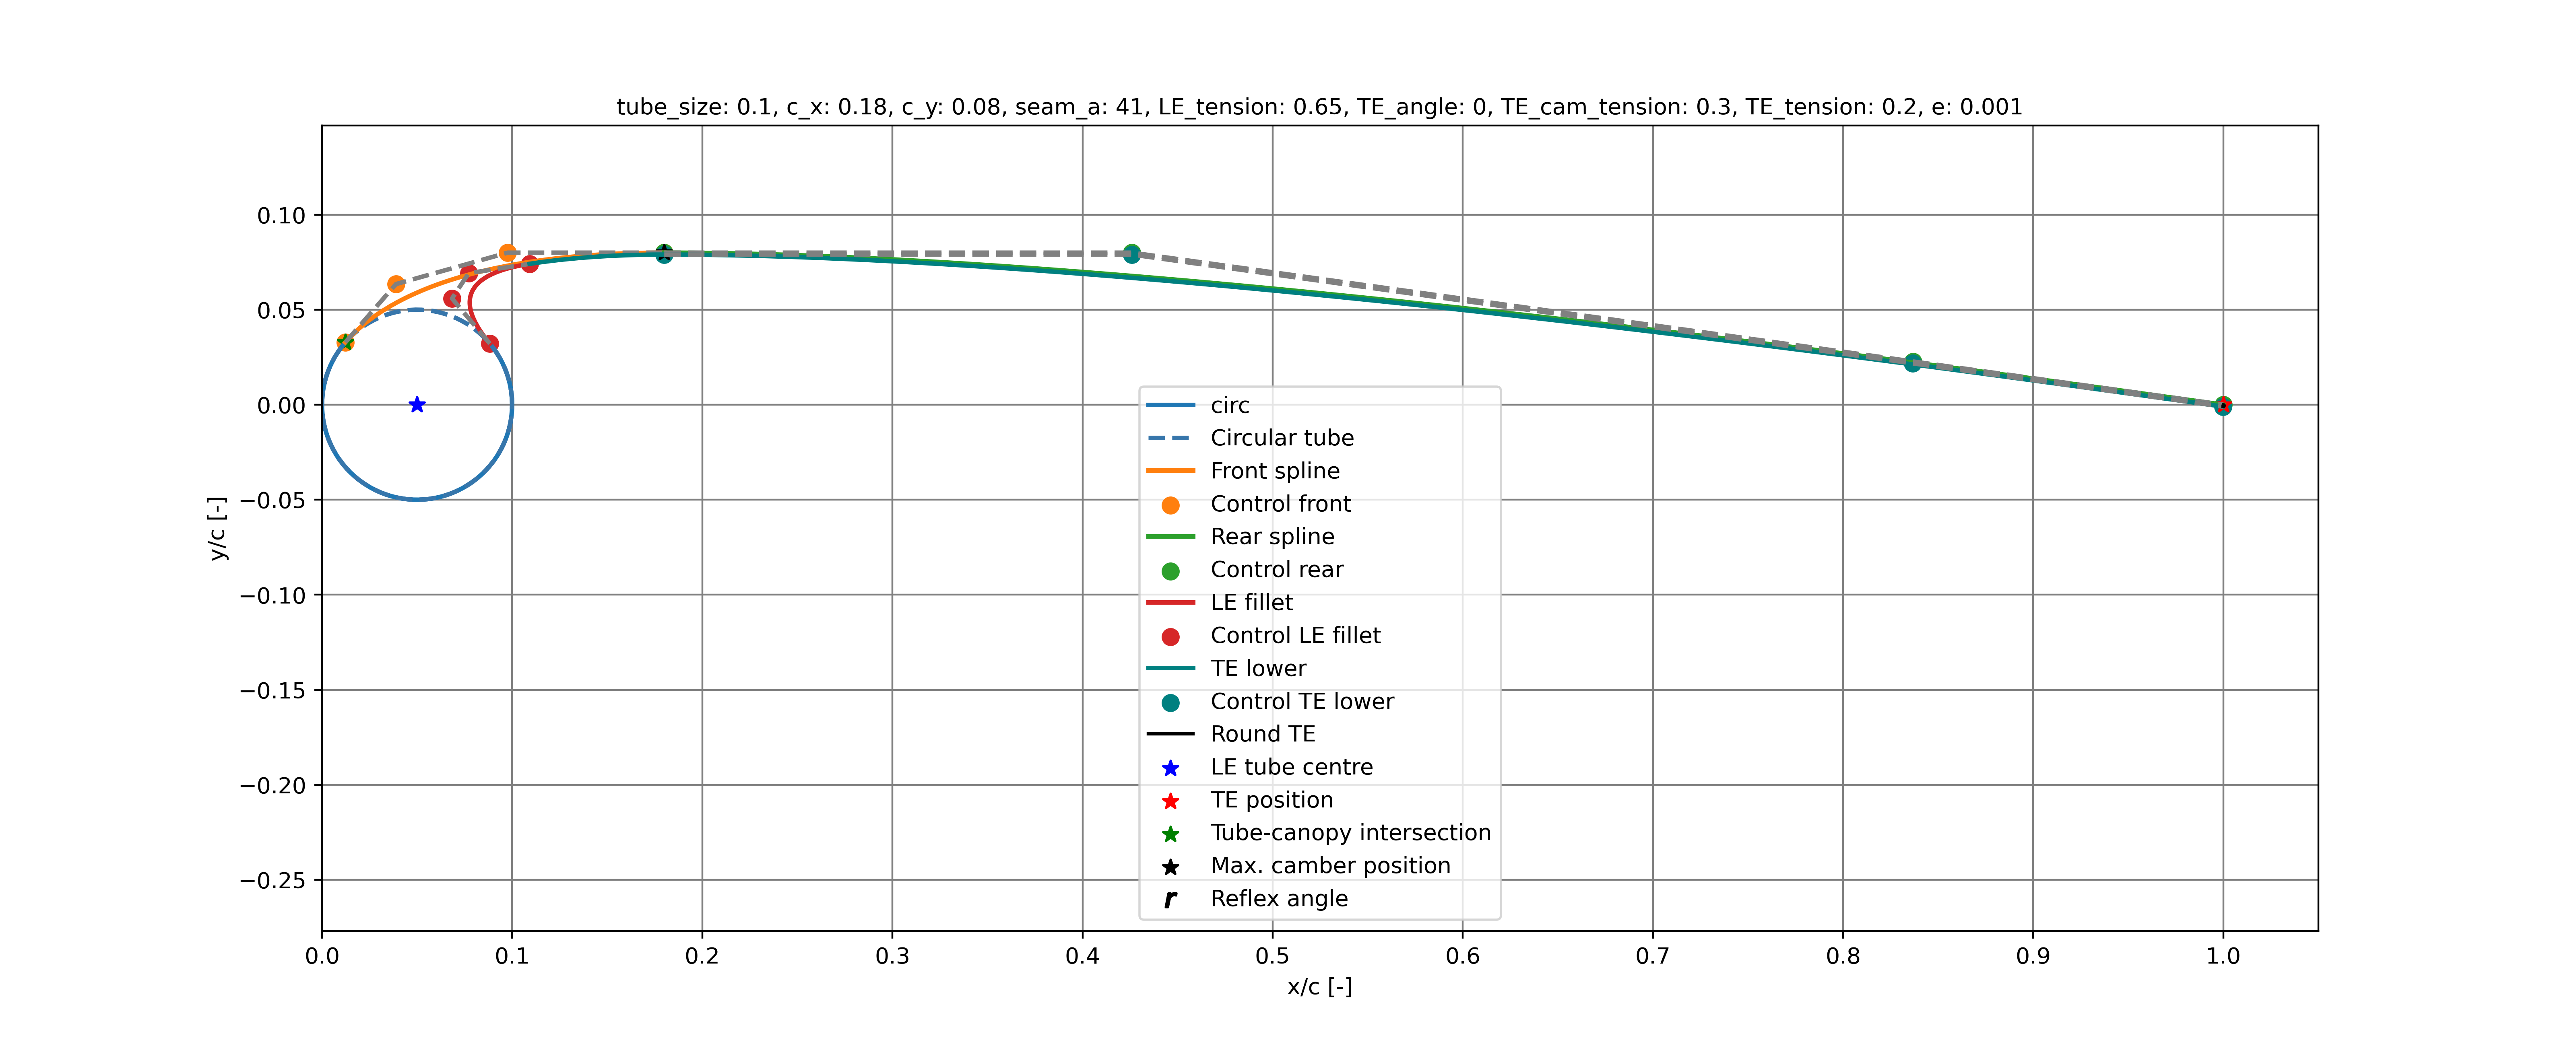 tube_size: 0.1, c_x: 0.18, c_y: 0.08, seam_a: 41, LE_tension: 0.65, TE_angle: 0, TE_cam_tension: 0.3, TE_tension: 0.2, e: 0.001
y/c [-]
0.10
0.05
0.00
−0.05
−0.10
−0.15
−0.20
−0.25
circ
Circular tube
Front spline
Control front
Rear spline
Control rear
LE fillet
Control LE fillet
TE lower
Control TE lower
Round TE
LE tube centre
TE position
Tube-canopy intersection
Max. camber position
r Reflex angle
0.0 0.1 0.2 0.3 0.4 0.5 0.6 0.7 0.8 0.9 1.0
x/c [-]